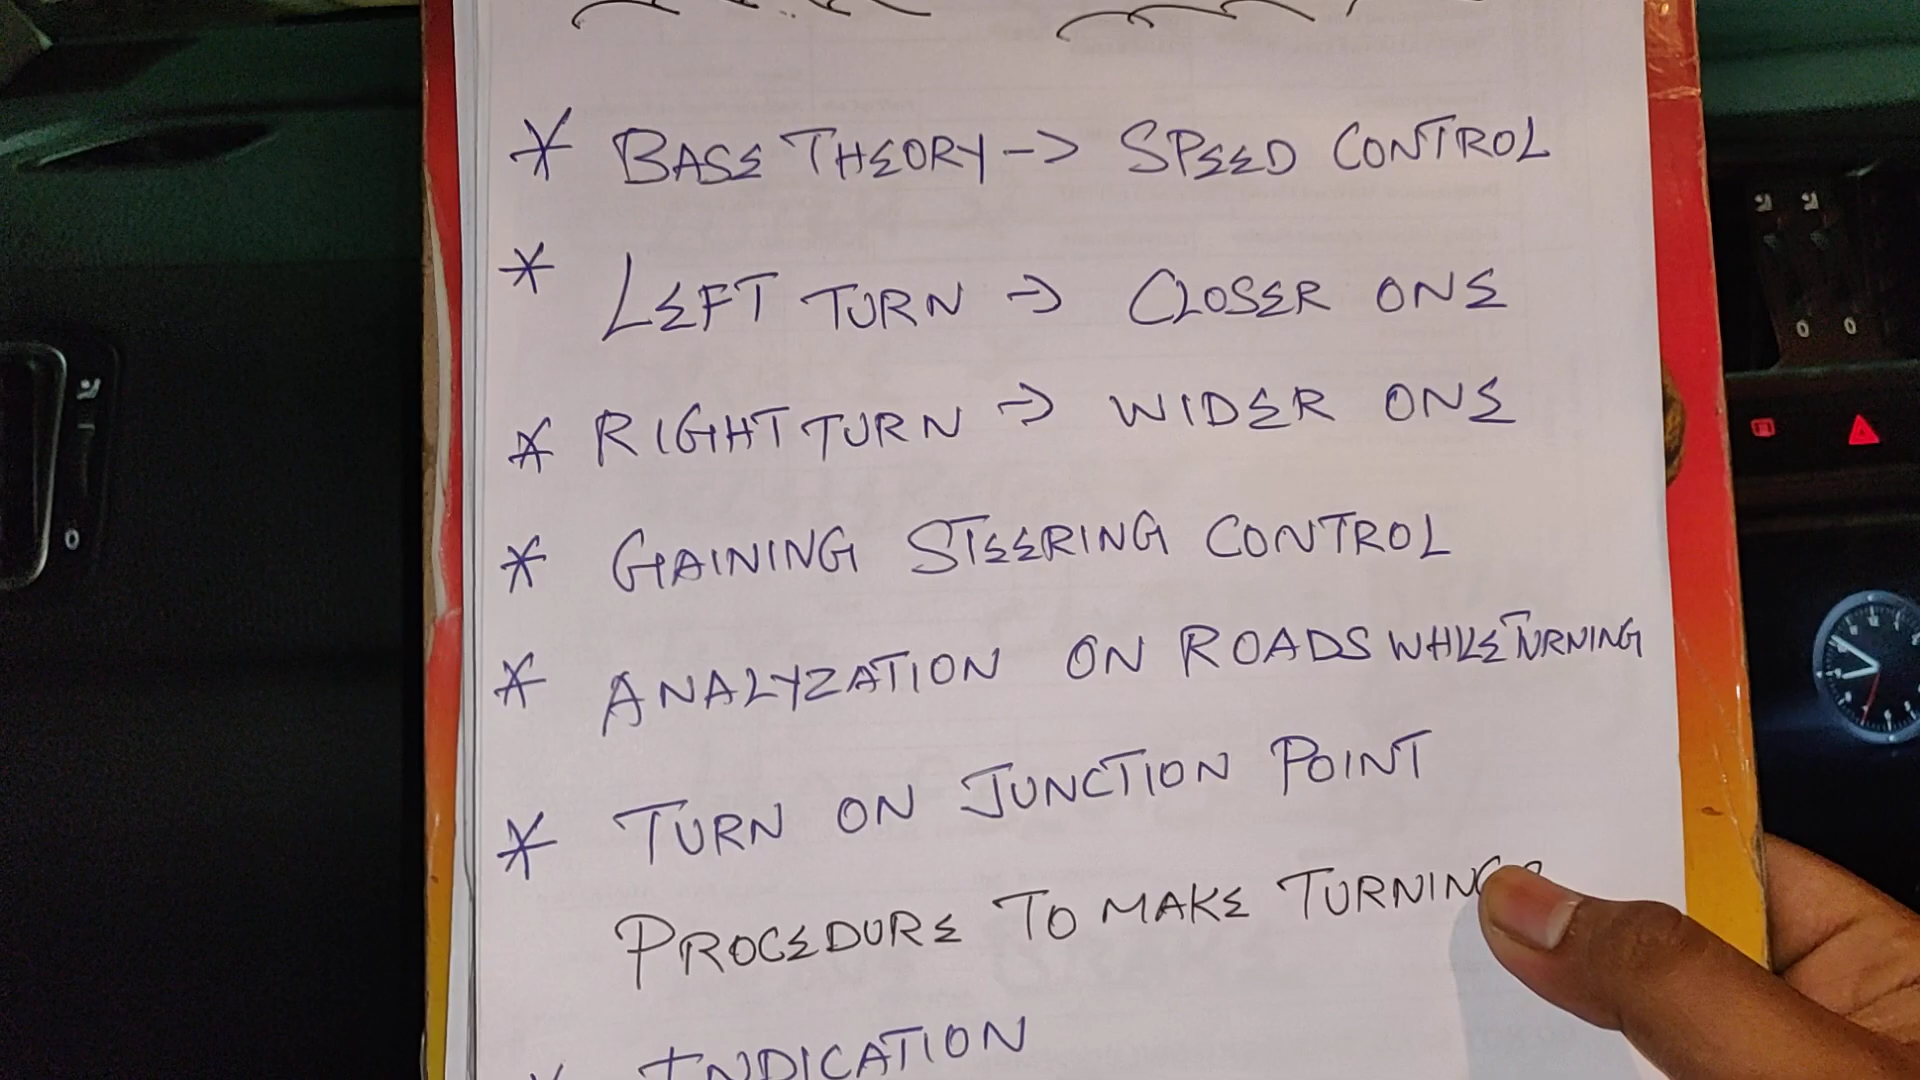 * BASE THEORY -> SPEED CONTROL
* LEFT TURN -> CLOSER ONE
* RIGHT TURN -> WIDER ONE
* GAINING STEERING CONTROL
* ANALYZATION ON ROADS WHILE TURNING
* TURN ON JUNCTION POINT
PROCEDURE TO MAKE
* INDICATION